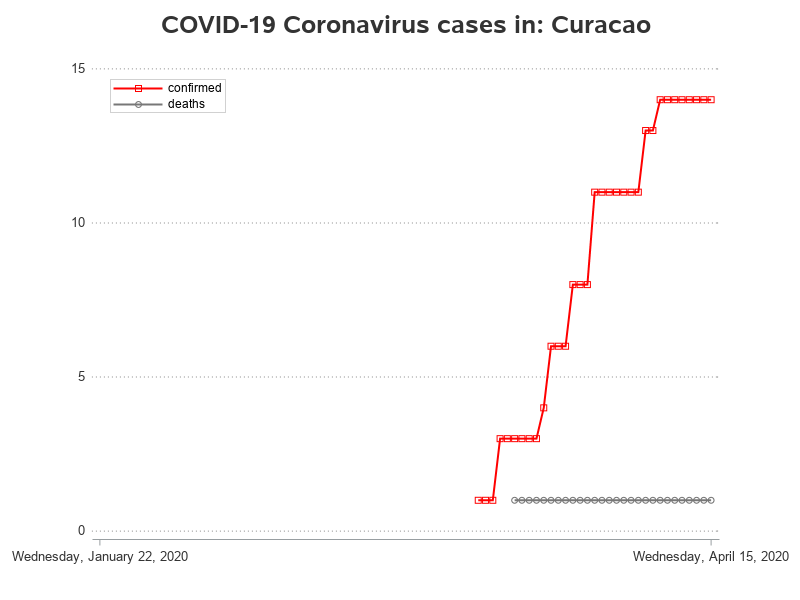 COVID-19 Coronavirus cases in: Curacao
15
confirmed
deaths
10
5
0
Wednesday, January 22, 2020
Wednesday, April 15, 2020